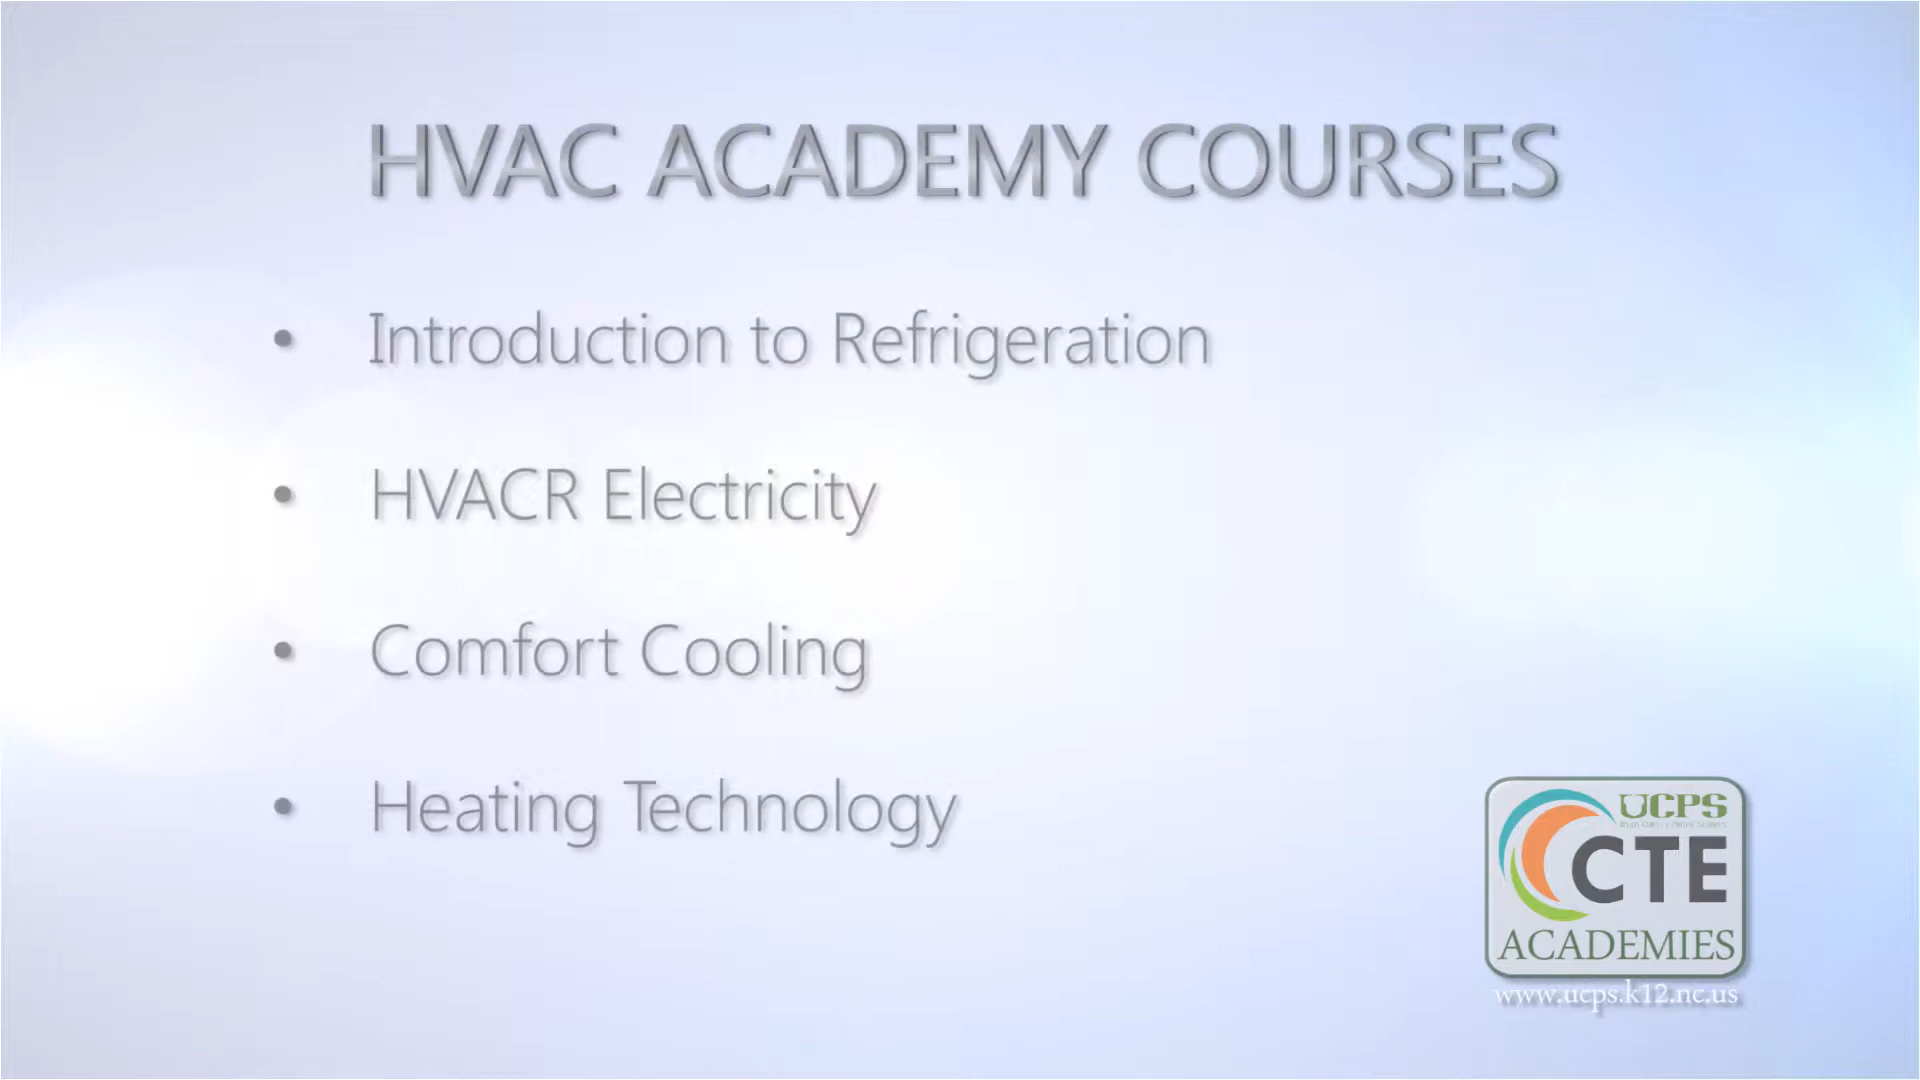 HVAC ACADEMY COURSES
• Introduction to Refrigeration
• HVACR Electricity
• Comfort Cooling
• Heating Technology
UCPS
CTE
ACADEMIES
www.ucps.k12.nc.us